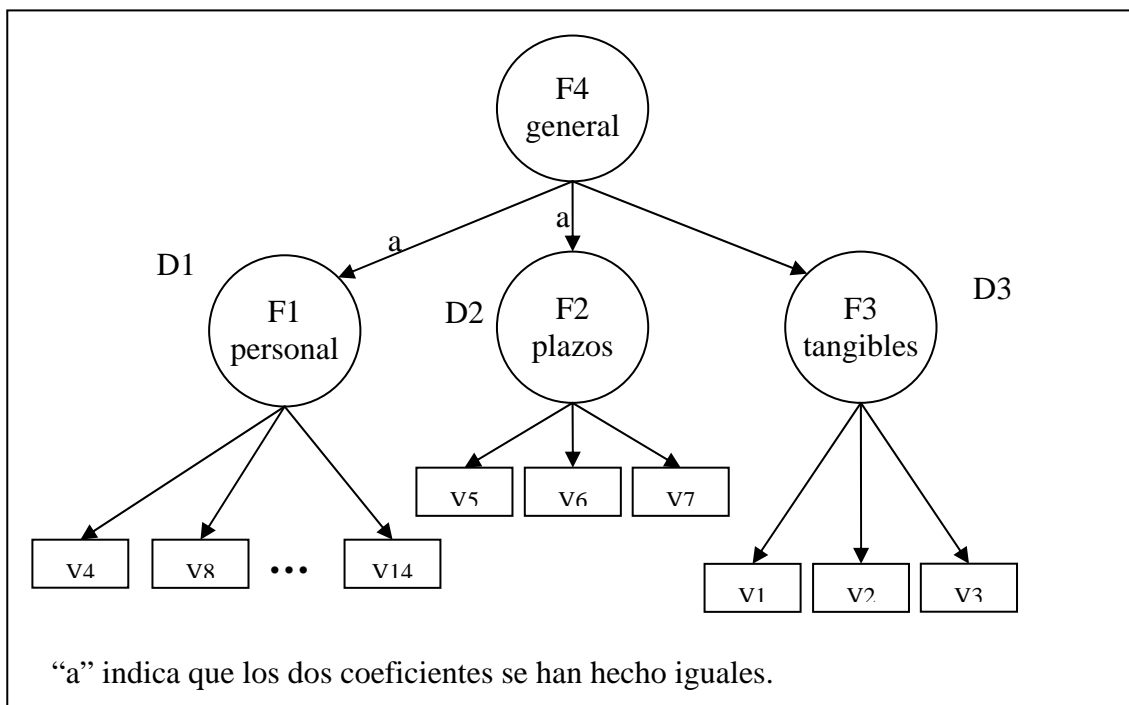 F4
general
a
a
D1
F1
personal
D2
F2
plazos
F3
tangibles
D3
V5
V6
V7
V4
V8
...
V14
V1
V2
V3
“a” indica que los dos coeficientes se han hecho iguales.